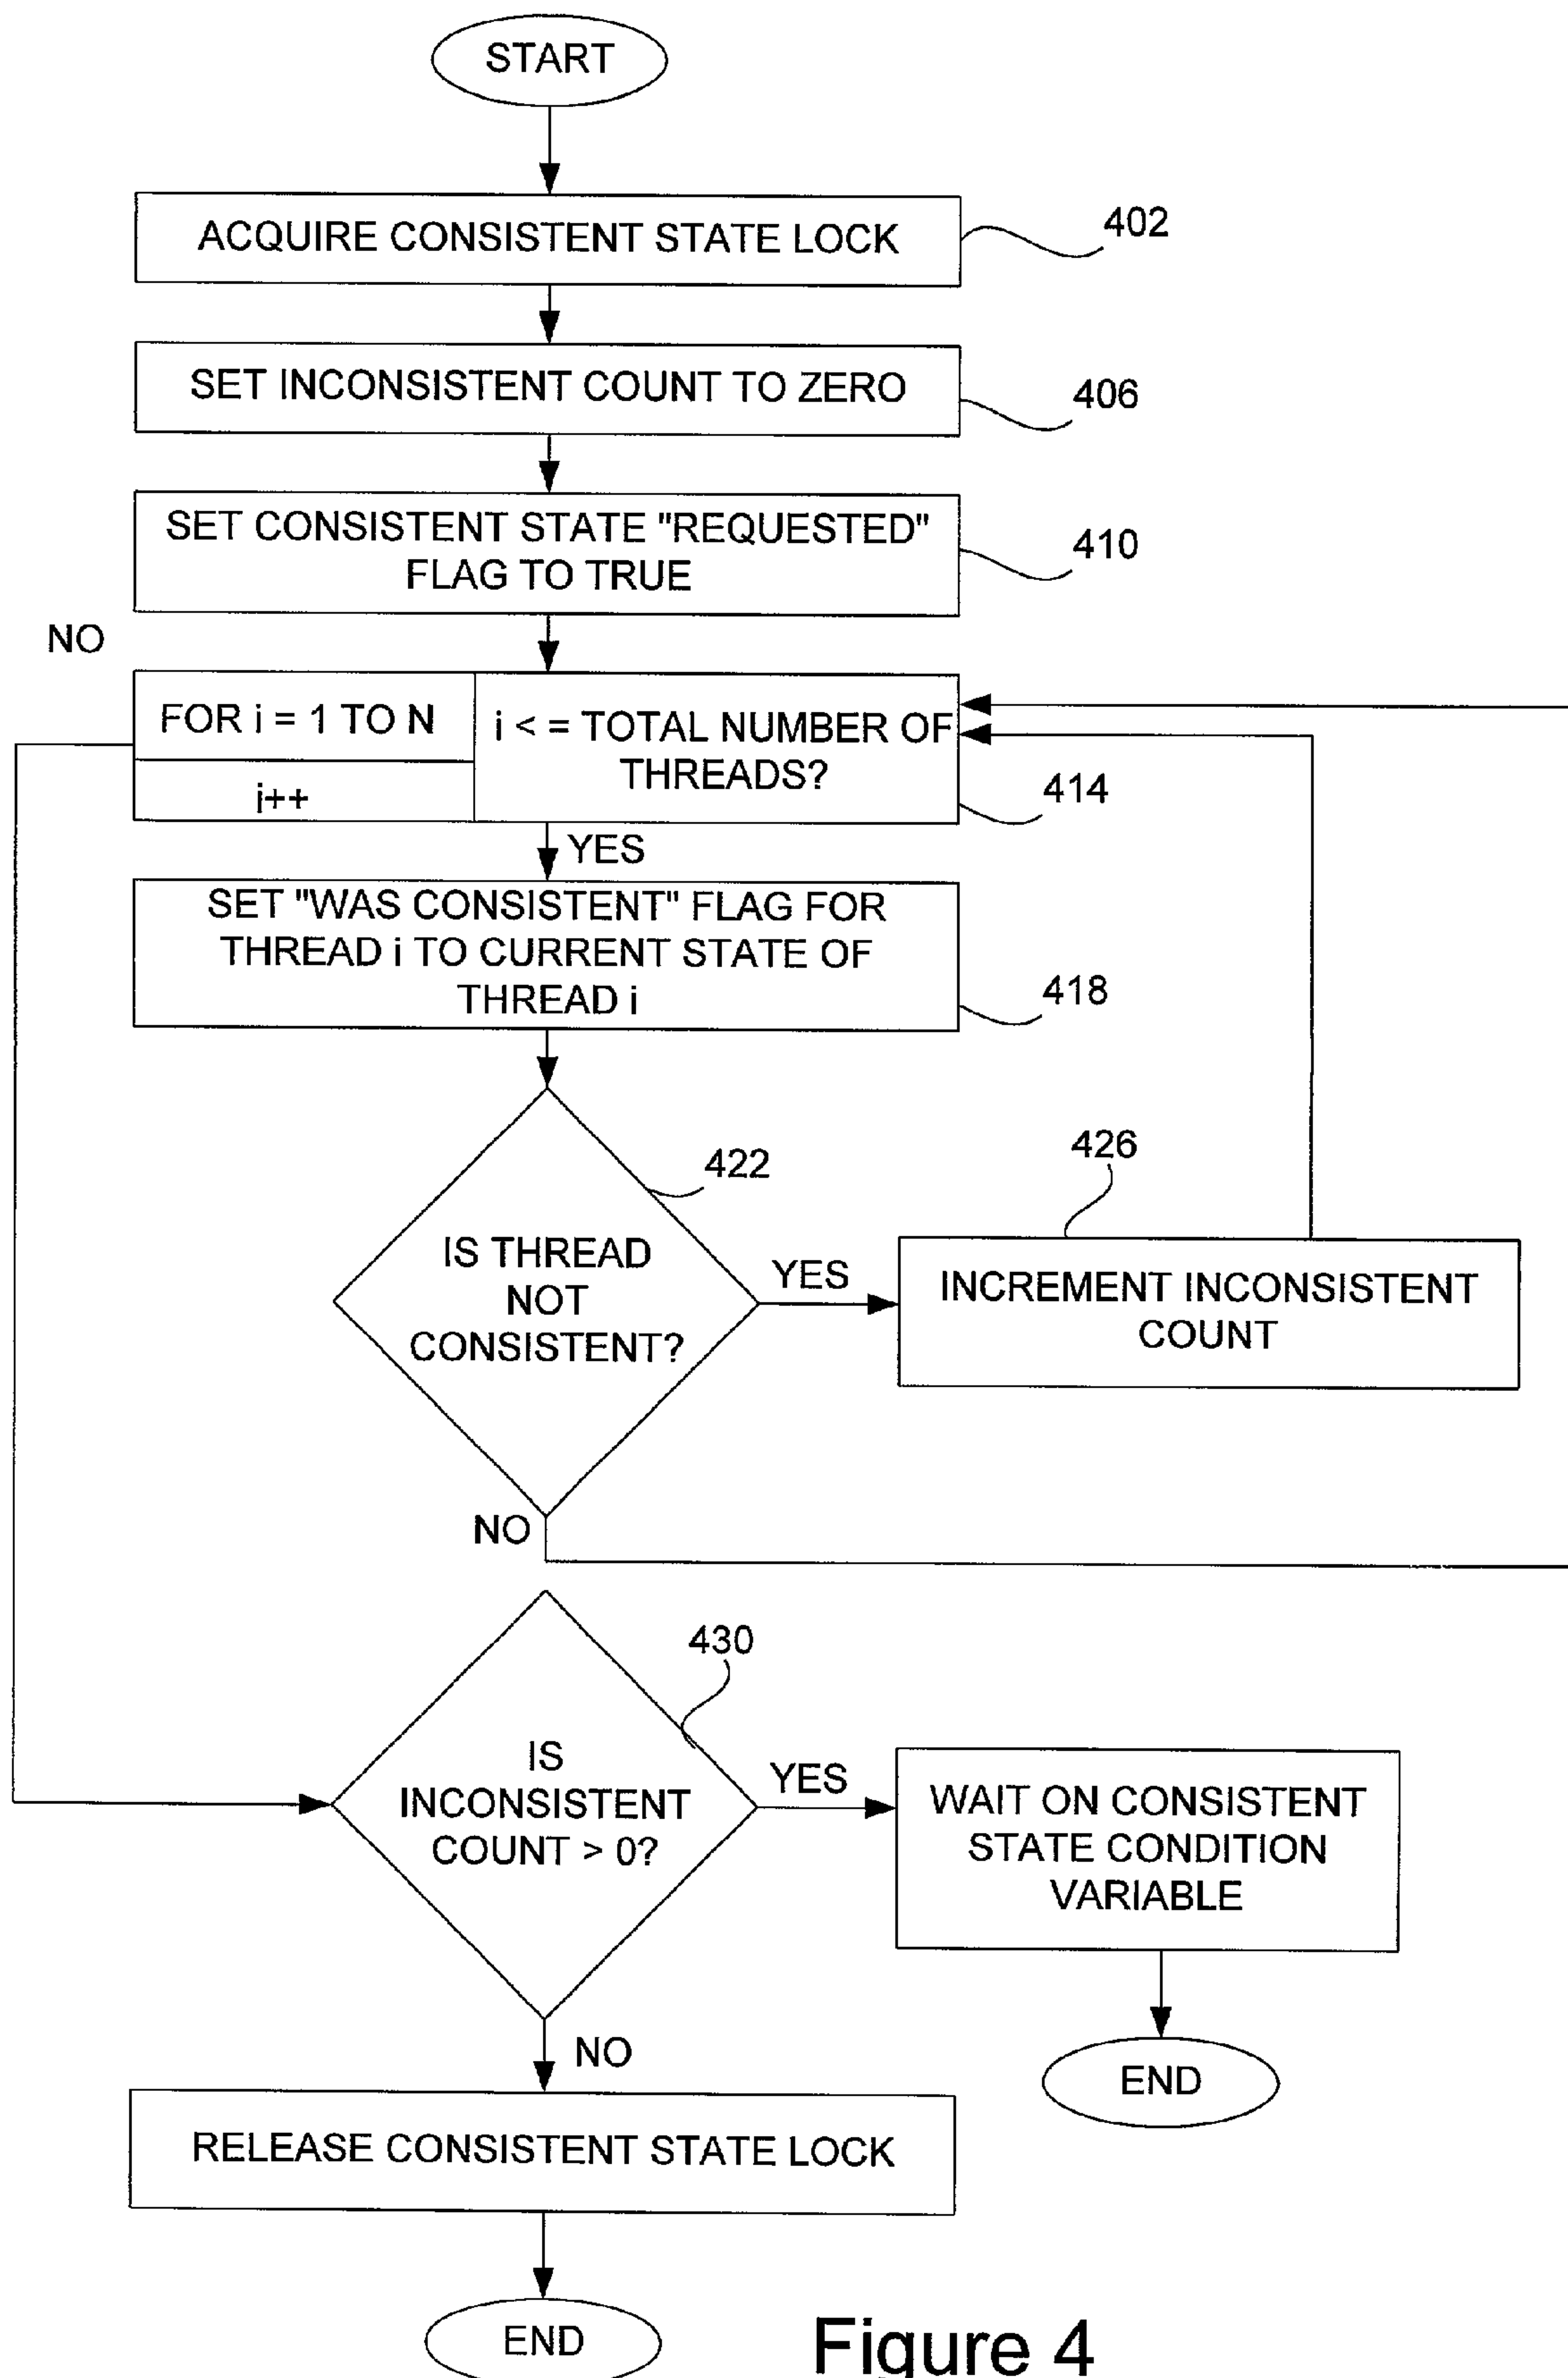 START
ACQUIRE CONSISTENT STATE LOCK
402
SET INCONSISTENT COUNT TO ZERO
406
SET CONSISTENT STATE "REQUESTED"
FLAG TO TRUE
410
NO
FOR i = 1 TO N
i++
i < = TOTAL NUMBER OF
THREADS?
414
YES
SET "WAS CONSISTENT" FLAG FOR
THREAD i TO CURRENT STATE OF
THREAD i
418
422
IS THREAD
NOT
CONSISTENT?
YES
426
INCREMENT INCONSISTENT
COUNT
NO
430
IS
INCONSISTENT
COUNT > 0?
YES
WAIT ON CONSISTENT
STATE CONDITION
VARIABLE
END
NO
RELEASE CONSISTENT STATE LOCK
END
Figure 4